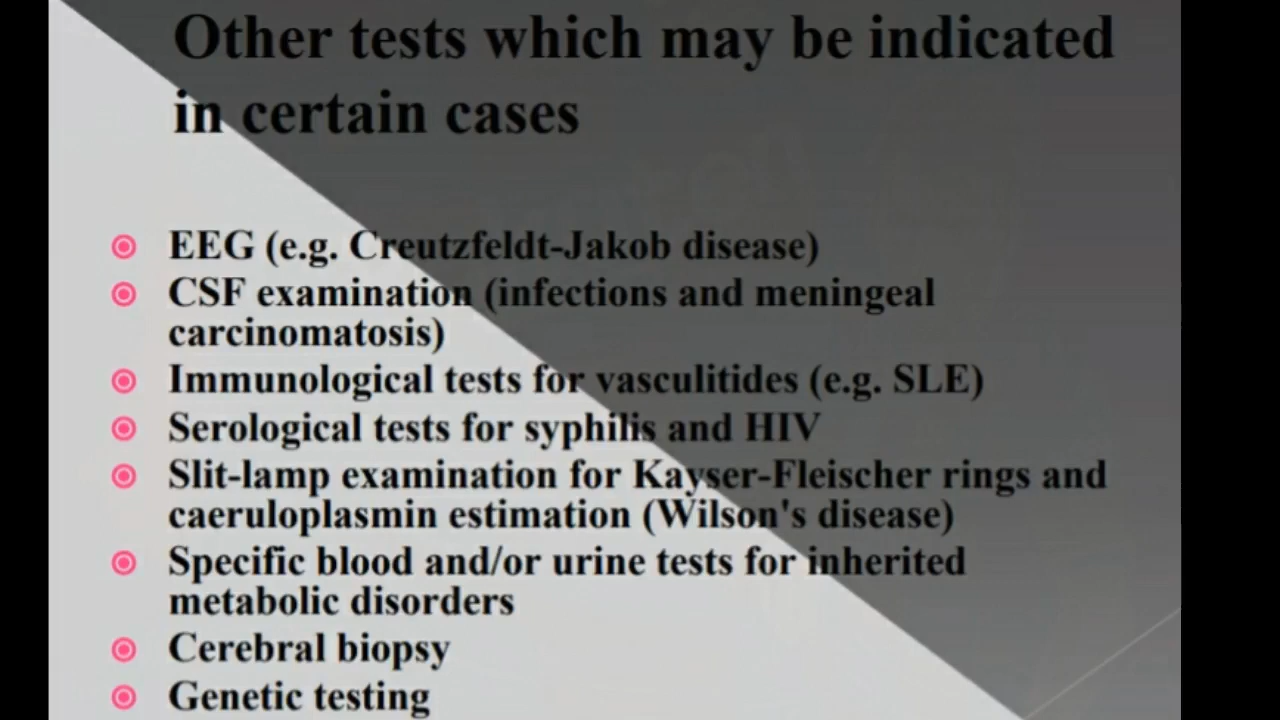 Other tests which may be indicated
in certain cases
EEG (e.g. Creutzfeldt-Jakob disease)
CSF examination (infections and meningeal
carcinomatosis)
Immunological tests for vasculitides (e.g. SLE)
Serological tests for syphilis and HIV
Slit-lamp examination for Kayser-Fleischer rings and
caeruloplasmin estimation (Wilson's disease)
Specific blood and/or urine tests for inherited
metabolic disorders
Cerebral biopsy
Genetic testing